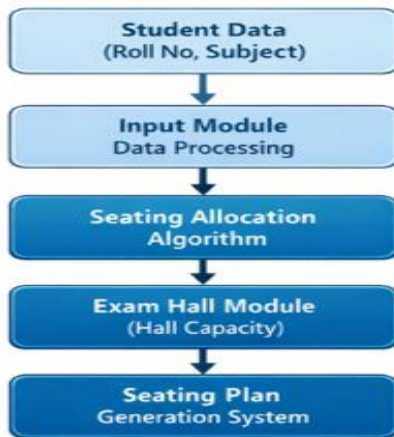 Student Data
(Roll No, Subject)
Input Module
Data Processing
Seating Allocation
Algorithm
Exam Hall Module
(Hall Capacity)
Seating Plan
Generation System